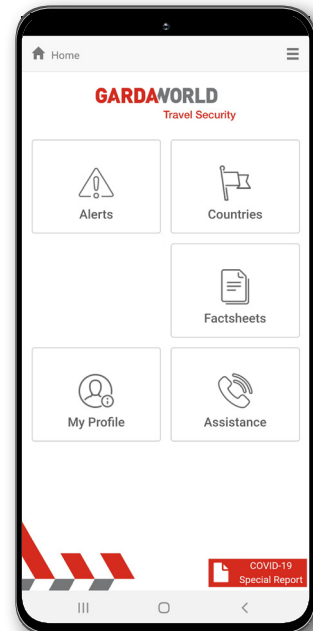 Home
GARDAWORLD
Travel Security
Alerts
Countries
Factsheets
My Profile
Assistance
COVID-19
Special Report